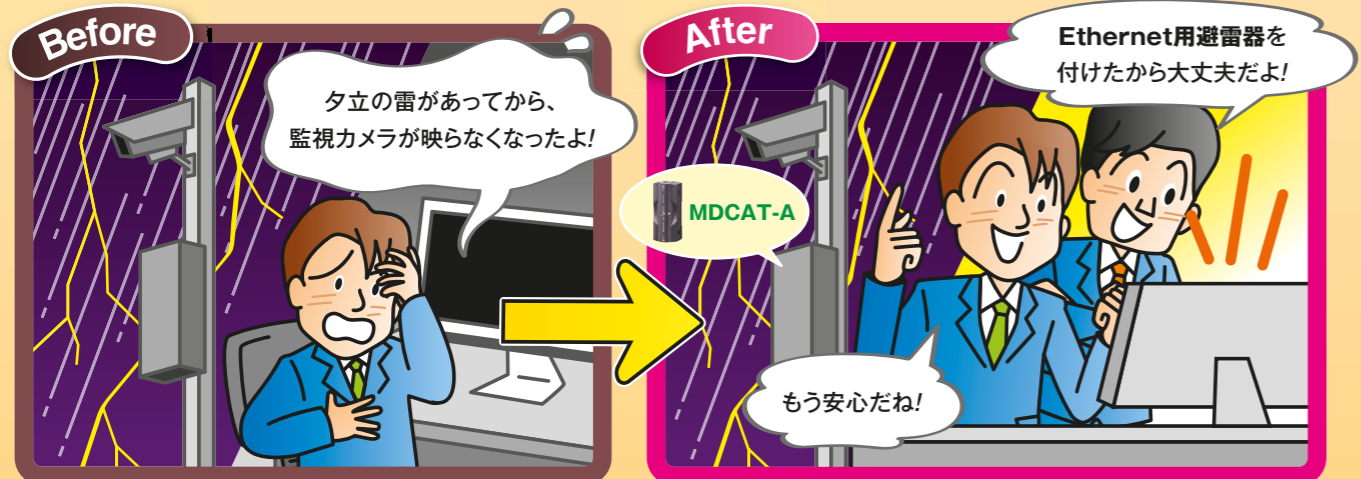 Before
夕立の雷があってから、
監視カメラが映らなくなったよ!
After
Ethernet用避雷器を
付けたから大丈夫だよ!
MDCAT-A
もう安心だね!